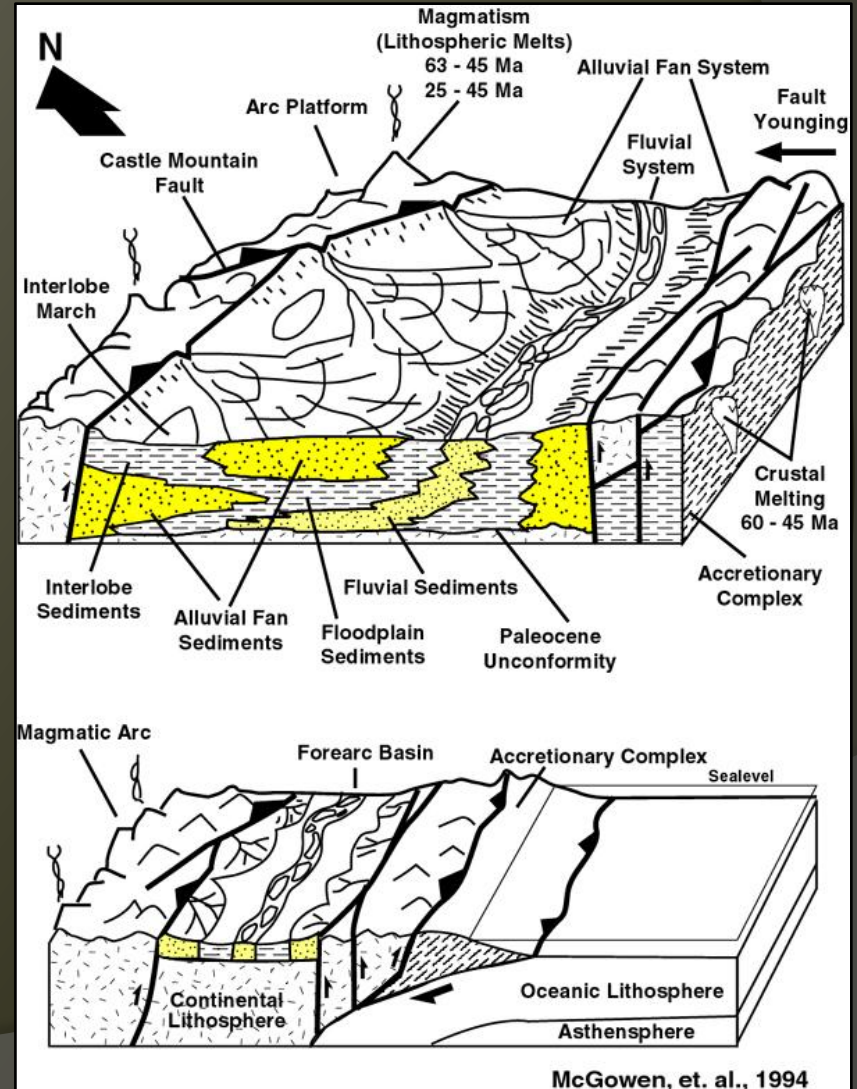 N
Magmatism
(Lithospheric Melts)
63 - 45 Ma
25 - 45 Ma
Alluvial Fan System
Fault
Younging
Arc Platform
Fluvial
System
Castle Mountain
Fault
Interlobe
March
Crustal
Melting
60 - 45 Ma
Accretionary
Complex
Interlobe
Sediments
Alluvial Fan
Sediments
Fluvial Sediments
Floodplain
Sediments
Paleocene
Unconformity
Magmatic Arc
Forearc Basin
Accretionary Complex
Sealevel
Continental
Lithosphere
Oceanic Lithosphere
Asthensphere
McGowen, et. al., 1994